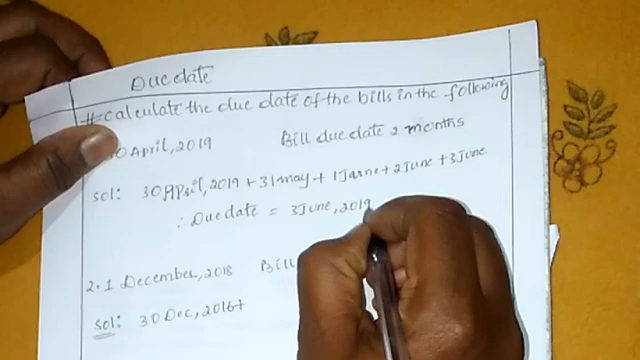 Due date
# calculate the due date of the bills in the following
0 April, 2019 Bill due date 2 months
sol: 30 April, 2019 + 31 may + 1 June + 2 June + 3 June
∴ Due date = 3 June, 2019
2. 1 December, 2018 Bill
sol: 30 Dec, 2016+